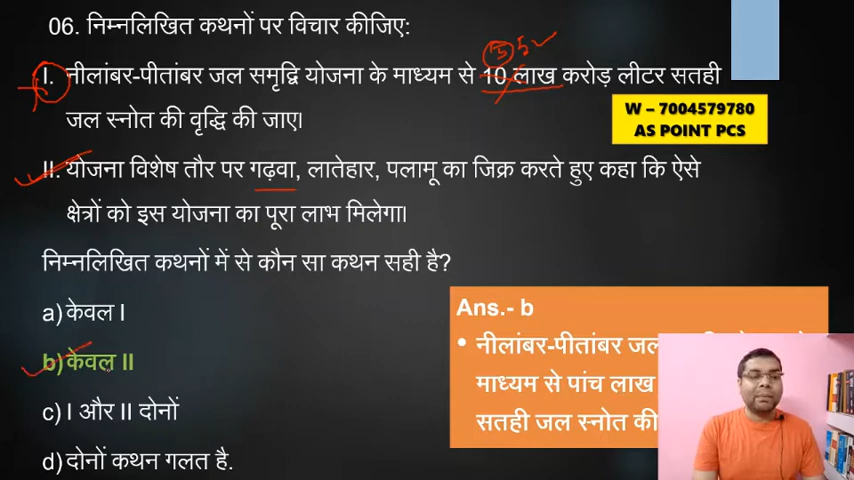 06. निम्नलिखित कथनों पर विचार कीजिए:
5 5
I. नीलांबर-पीतांबर जल समृद्वि योजना के माध्यम से 10 लाख करोड़ लीटर सतही
जल स्नोत की वृद्धि की जाए।
W – 7004579780
AS POINT PCS
II. योजना विशेष तौर पर गढ़वा, लातेहार, पलामू का जिक्र करते हुए कहा कि ऐसे
क्षेत्रों को इस योजना का पूरा लाभ मिलेगा।
निम्नलिखित कथनों में से कौन सा कथन सही है?
a) केवल I
b) केवल II
c) I और II दोनों
d) दोनों कथन गलत है.
Ans.- b
• नीलांबर-पीतांबर जल
माध्यम से पांच लाख
सतही जल स्नोत की